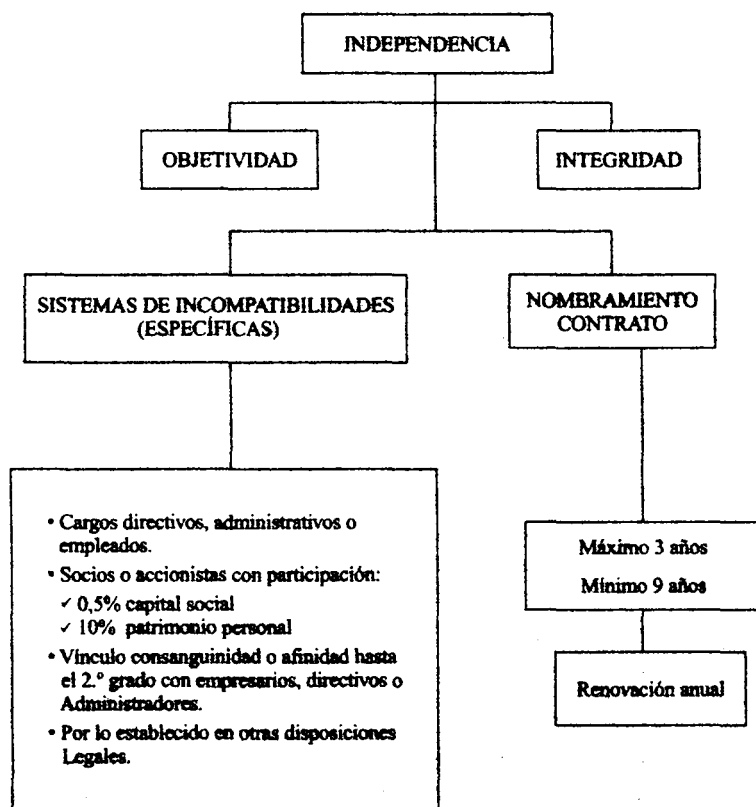 INDEPENDENCIA
OBJETIVIDAD
INTEGRIDAD
SISTEMAS DE INCOMPATIBILIDADES
(ESPECÍFICAS)
NOMBRAMIENTO
CONTRATO
• Cargos directivos, administrativos o
empleados.
• Socios o accionistas con participación:
✓ 0,5% capital social
✓ 10% patrimonio personal
• Vínculo consanguinidad o afinidad hasta
el 2.º grado con empresarios, directivos o
Administradores.
• Por lo establecido en otras disposiciones
Legales.
Máximo 3 años
Mínimo 9 años
Renovación anual